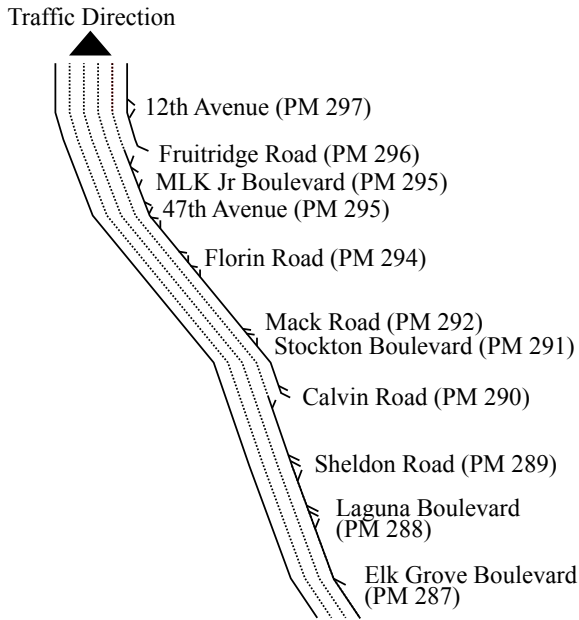 Traffic Direction
12th Avenue (PM 297)
Fruitridge Road (PM 296)
MLK Jr Boulevard (PM 295)
47th Avenue (PM 295)
Florin Road (PM 294)
Mack Road (PM 292)
Stockton Boulevard (PM 291)
Calvin Road (PM 290)
Sheldon Road (PM 289)
Laguna Boulevard
(PM 288)
Elk Grove Boulevard
(PM 287)